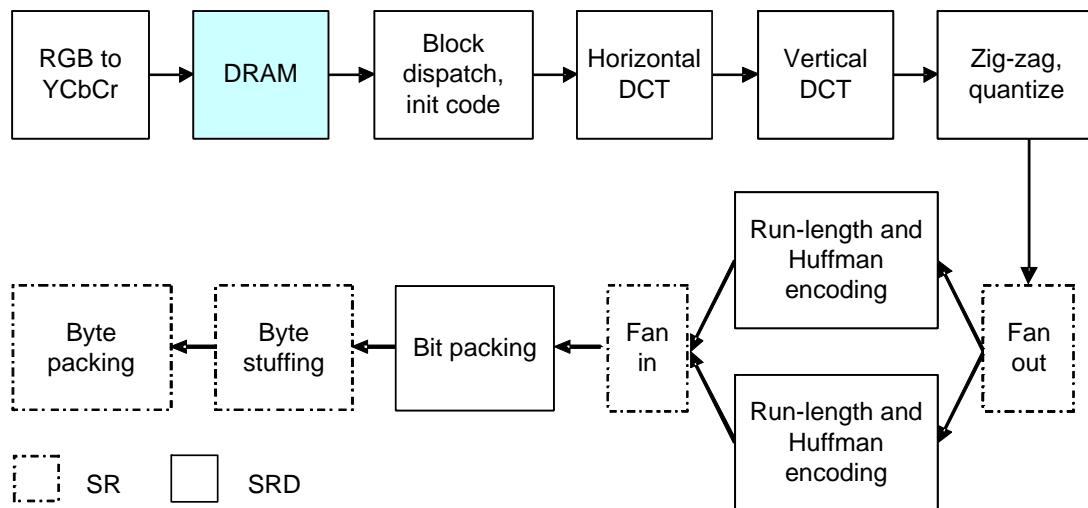 RGB to
YCbCr
DRAM
Block
dispatch,
init code
Horizontal
DCT
Vertical
DCT
Zig-zag,
quantize
Run-length and
Huffman
encoding
Byte
packing
Byte
stuffing
Bit packing
Fan
in
Fan
out
Run-length and
Huffman
encoding
SR
SRD